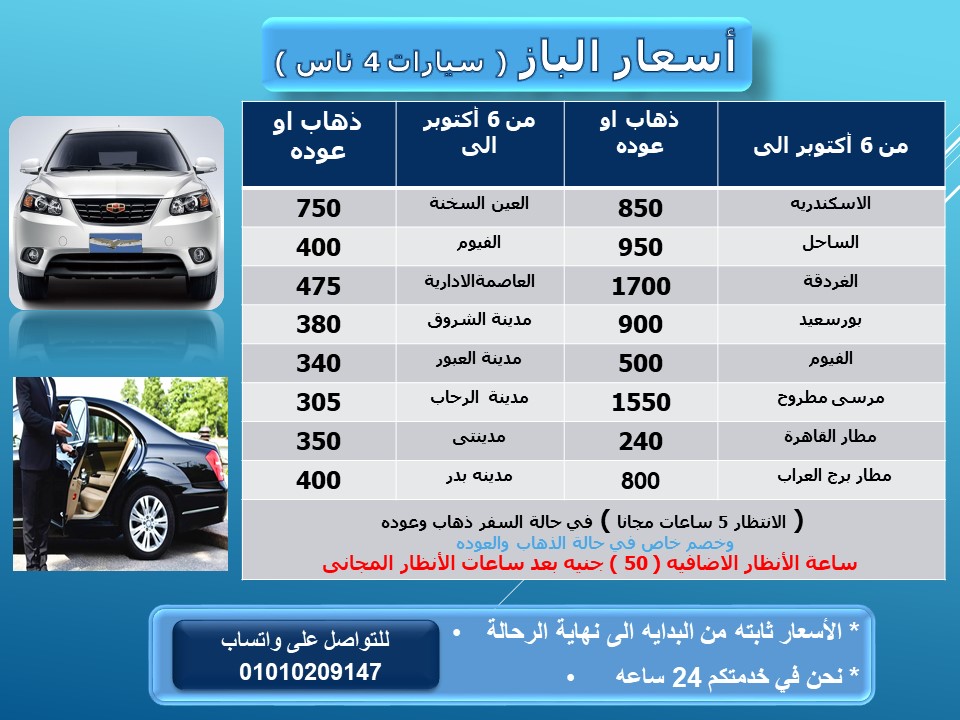 أسعار الباز ( سيارات 4 ناس )
من 6 أكتوبر الى
ذهاب او
عوده
من 6 أكتوبر
الى
ذهاب او
عوده
الاسكندريه 850 العين السخنة 750
الساحل 950 الفيوم 400
الغردقة 1700 العاصمةالادارية 475
بورسعيد 900 مدينة الشروق 380
الفيوم 500 مدينة العبور 340
مرسى مطروح 1550 مدينة الرحاب 305
مطار القاهرة 240 مدينتى 350
مطار برج العراب 800 مدينه بدر 400
( الانتظار 5 ساعات مجانا ) في حالة السفر ذهاب وعوده
وخصم خاص في حالة الذهاب والعوده
ساعة الأنظار الاضافيه ( 50 ) جنيه بعد ساعات الأنظار المجانى
* الأسعار ثابته من البدايه الى نهاية الرحالة •
* نحن في خدمتكم 24 ساعه •
للتواصل على واتساب
01010209147